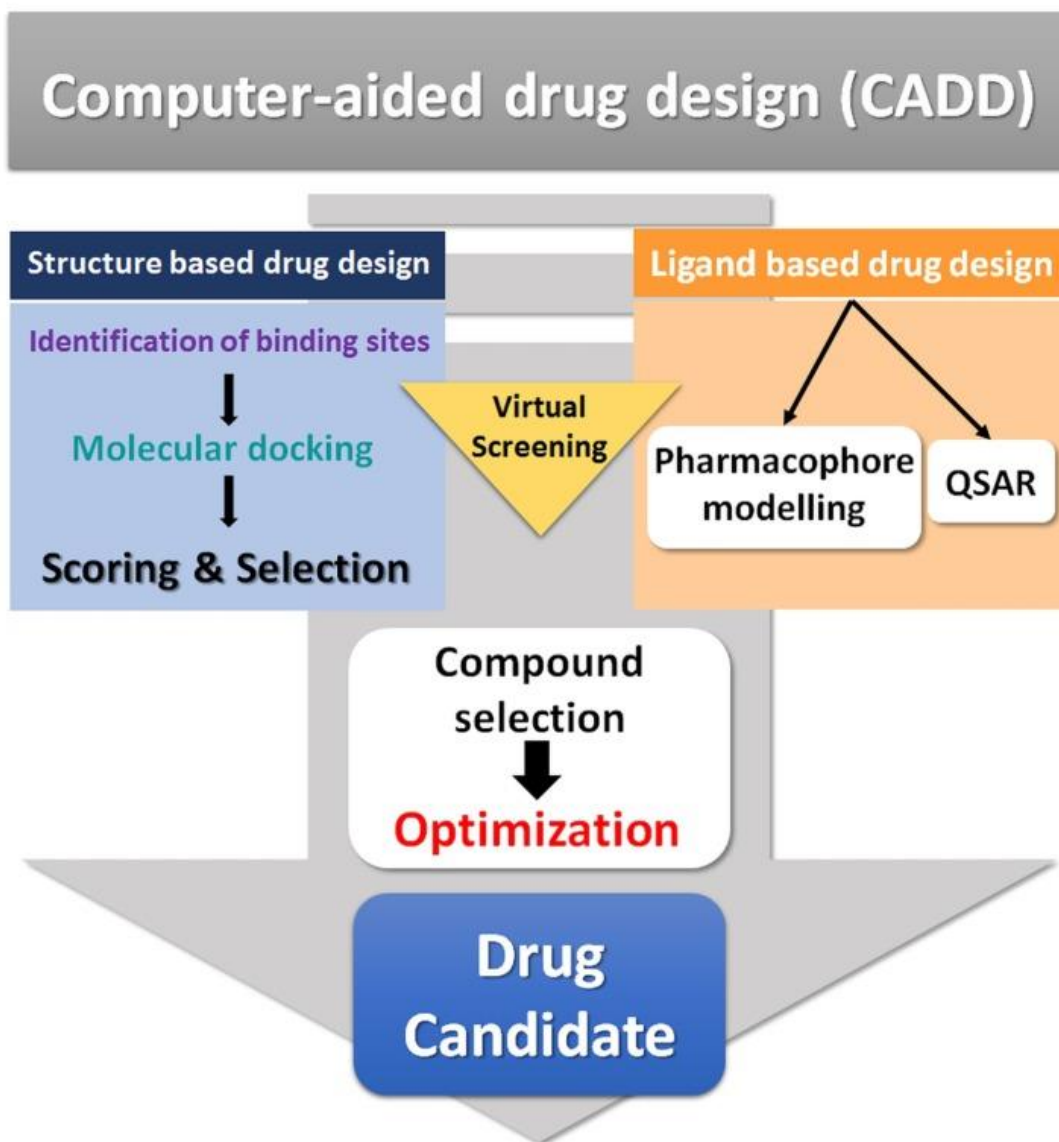 Computer-aided drug design (CADD)
Structure based drug design
Identification of binding sites
Molecular docking
Scoring & Selection
Virtual
Screening
Ligand based drug design
Pharmacophore
modelling
QSAR
Compound
selection
Optimization
Drug
Candidate